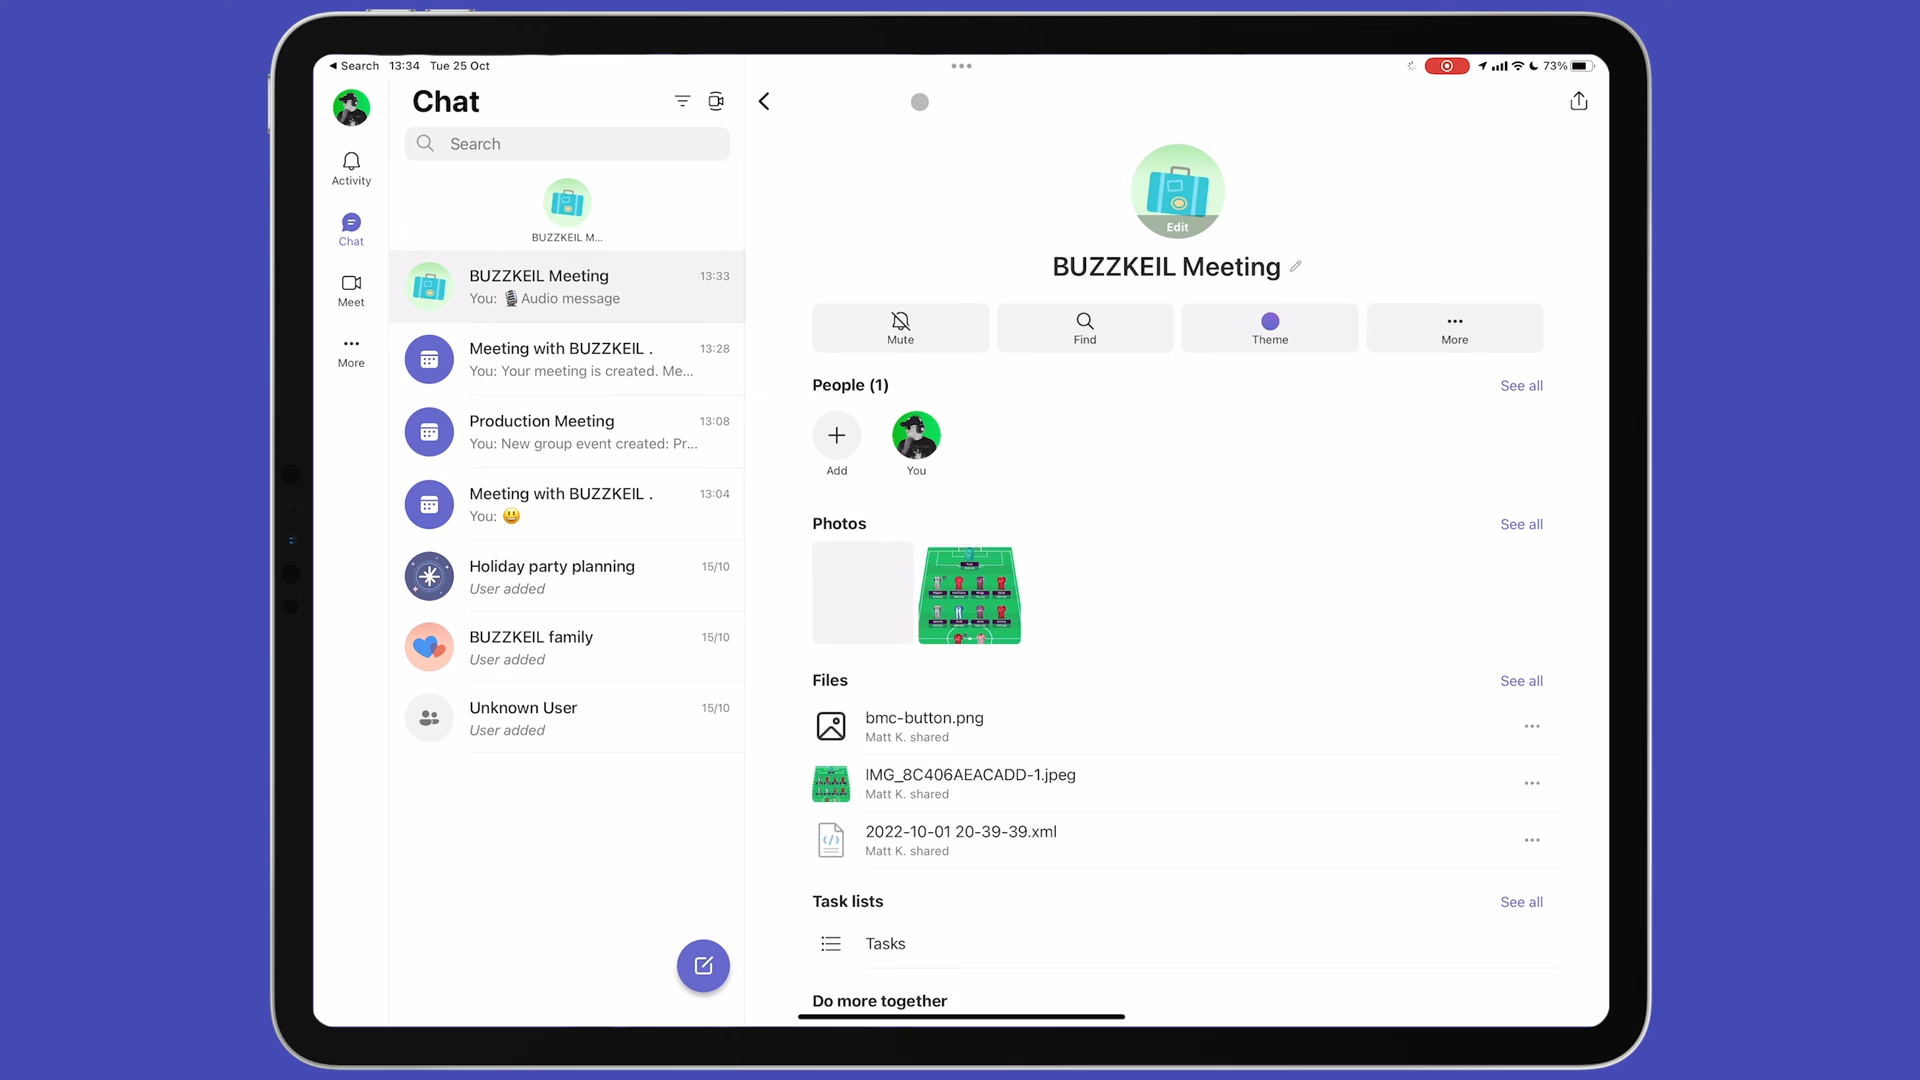 Search 13:34 Tue 25 Oct
73%
Chat
Search
Activity
Chat
Meet
More
BUZZKEIL M...
BUZZKEIL Meeting 13:33
You: 🎙️Audio message
Meeting with BUZZKEIL . 13:28
You: Your meeting is created. Me...
Production Meeting 13:08
You: New group event created: Pr...
Meeting with BUZZKEIL . 13:04
You: 😃
Holiday party planning 15/10
User added
BUZZKEIL family 15/10
User added
Unknown User 15/10
User added
Edit
BUZZKEIL Meeting
Mute Find Theme More
People (1) See all
Add You
Photos See all
Files See all
bmc-button.png
Matt K. shared
IMG_8C406AEACADD-1.jpeg
Matt K. shared
2022-10-01 20-39-39.xml
Matt K. shared
Task lists See all
Tasks
Do more together